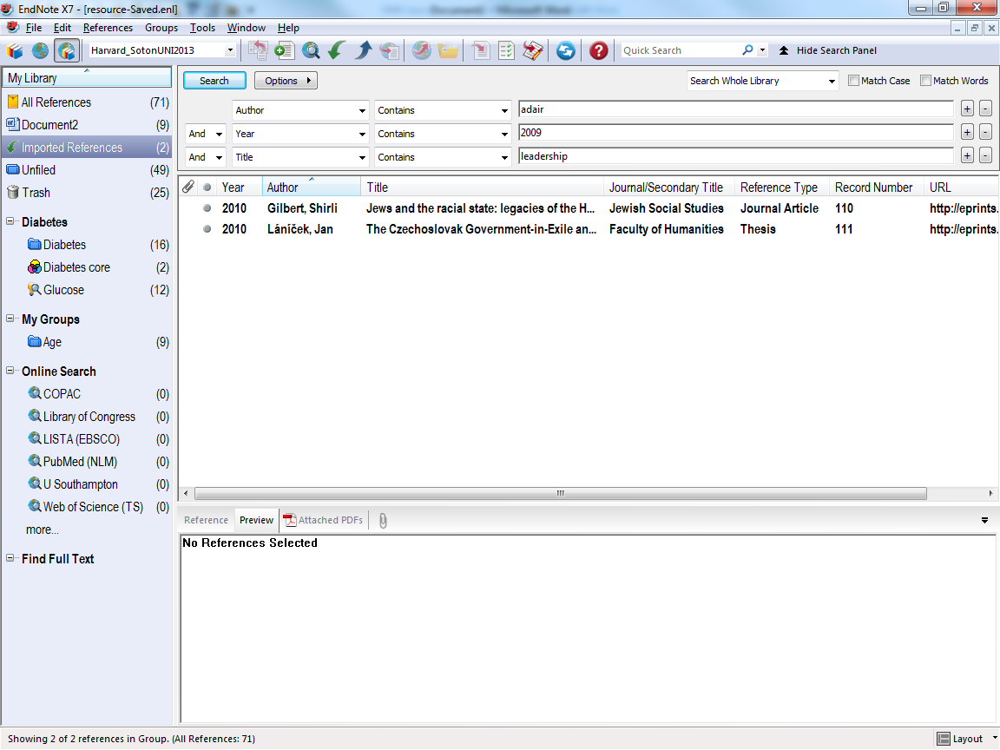 EndNote X7 - [resource-Saved.enl]
File Edit References Groups Tools Window Help
Harvard_SotonUNI2013 Quick Search Hide Search Panel
My Library
All References (71)
Document2 (9)
Imported References (2)
Unfiled (49)
Trash (25)
Diabetes
Diabetes (16)
Diabetes core (2)
Glucose (12)
My Groups
Age (9)
Online Search
COPAC (0)
Library of Congress (0)
LISTA (EBSCO) (0)
PubMed (NLM) (0)
U Southampton (0)
Web of Science (TS) (0)
more...
Find Full Text
Search Options Search Whole Library Match Case Match Words
Author Contains adair + -
And Year Contains 2009 + -
And Title Contains leadership + -
Year Author Title Journal/Secondary Title Reference Type Record Number URL
2010 Gilbert, Shirli Jews and the racial state: legacies of the H... Jewish Social Studies Journal Article 110 http://eprints.
2010 Láníček, Jan The Czechoslovak Government-in-Exile an... Faculty of Humanities Thesis 111 http://eprints.
Reference Preview Attached PDFs
No References Selected
Showing 2 of 2 references in Group. (All References: 71) Layout